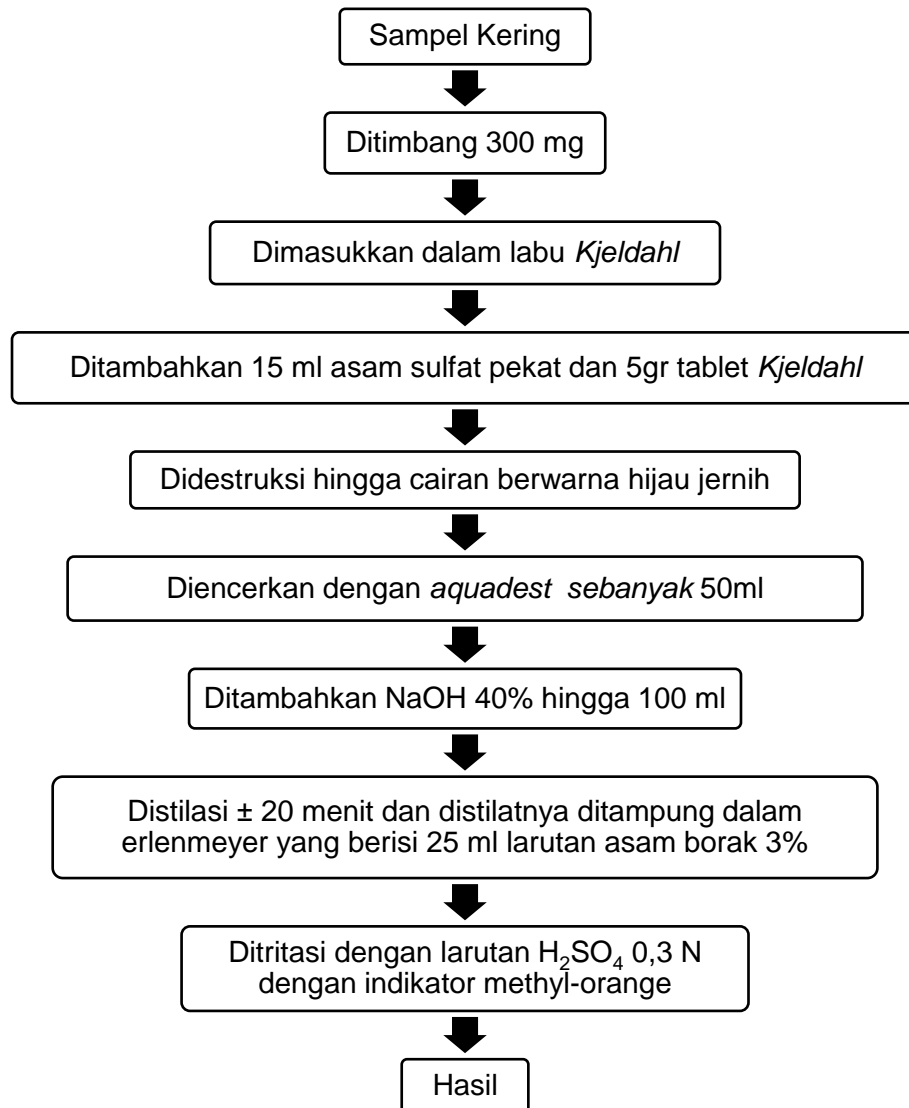 Sampel Kering
Ditimbang 300 mg
Dimasukkan dalam labu Kjeldahl
Ditambahkan 15 ml asam sulfat pekat dan 5gr tablet Kjeldahl
Didestruksi hingga cairan berwarna hijau jernih
Diencerkan dengan aquadest sebanyak 50ml
Ditambahkan NaOH 40% hingga 100 ml
Distilasi ± 20 menit dan distilatnya ditampung dalam
erlenmeyer yang berisi 25 ml larutan asam borak 3%
Ditritasi dengan larutan H₂SO₄ 0,3 N
dengan indikator methyl-orange
Hasil